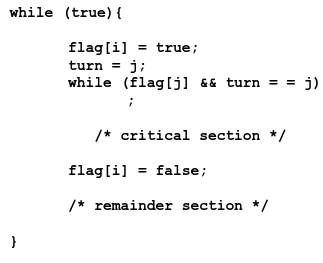 while (true){
flag[i] = true;
turn = j;
while (flag[j] && turn = = j)
;
/* critical section */
flag[i] = false;
/* remainder section */
}